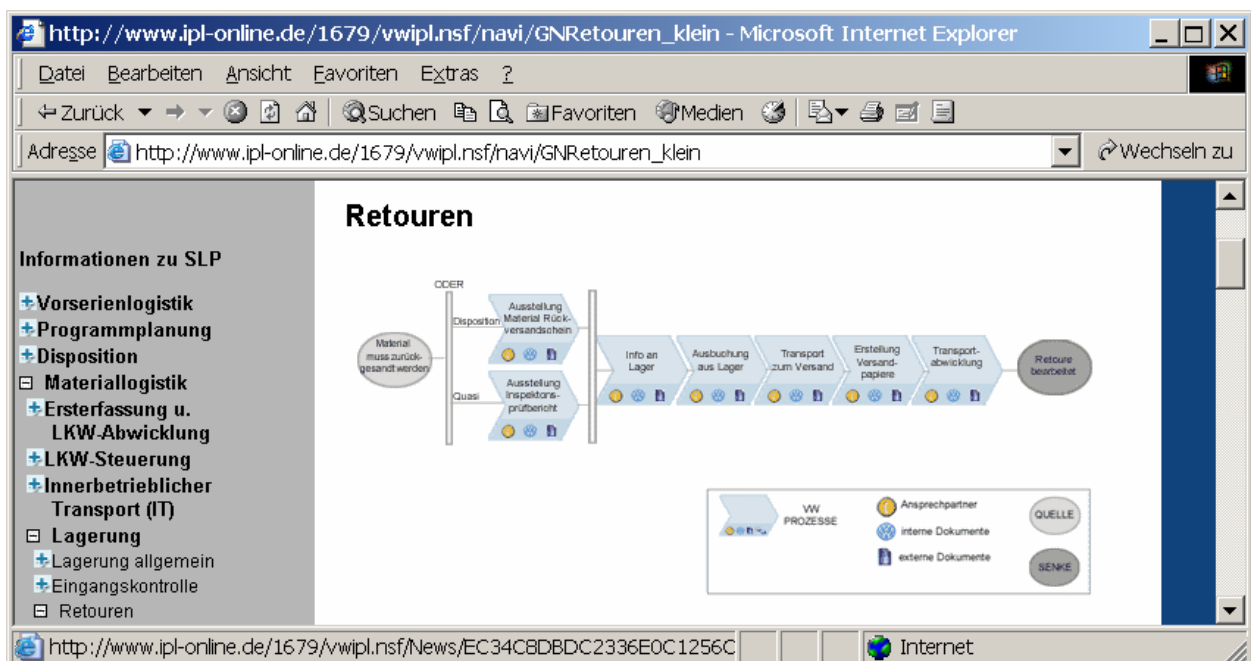 http://www.ipl-online.de/1679/vwipl.nsf/navi/GNRetouren_klein - Microsoft Internet Explorer
Datei Bearbeiten Ansicht Favoriten Extras ?
Zurück Suchen Favoriten Medien
Adresse http://www.ipl-online.de/1679/vwipl.nsf/navi/GNRetouren_klein Wechseln zu
Informationen zu SLP
Vorserienlogistik
Programmplanung
Disposition
Materiallogistik
Ersterfassung u.
LKW-Abwicklung
LKW-Steuerung
Innerbetrieblicher
Transport (IT)
Lagerung
Lagerung allgemein
Eingangskontrolle
Retouren
Retouren
Material
muss zurück-
gesandt werden
ODER
Disposition
Ausstellung
Material Rück-
versandschein
Quasi
Ausstellung
Inspektions-
prüfbericht
Info an
Lager
Ausbuchung
aus Lager
Transport
zum Versand
Erstellung
Versand-
papiere
Transport-
abwicklung
Retoure
bearbeitet
VW
PROZESSE
Ansprechpartner
interne Dokumente
externe Dokumente
QUELLE
SENKE
http://www.ipl-online.de/1679/vwipl.nsf/News/EC34C8DBDC2336E0C1256C
Internet